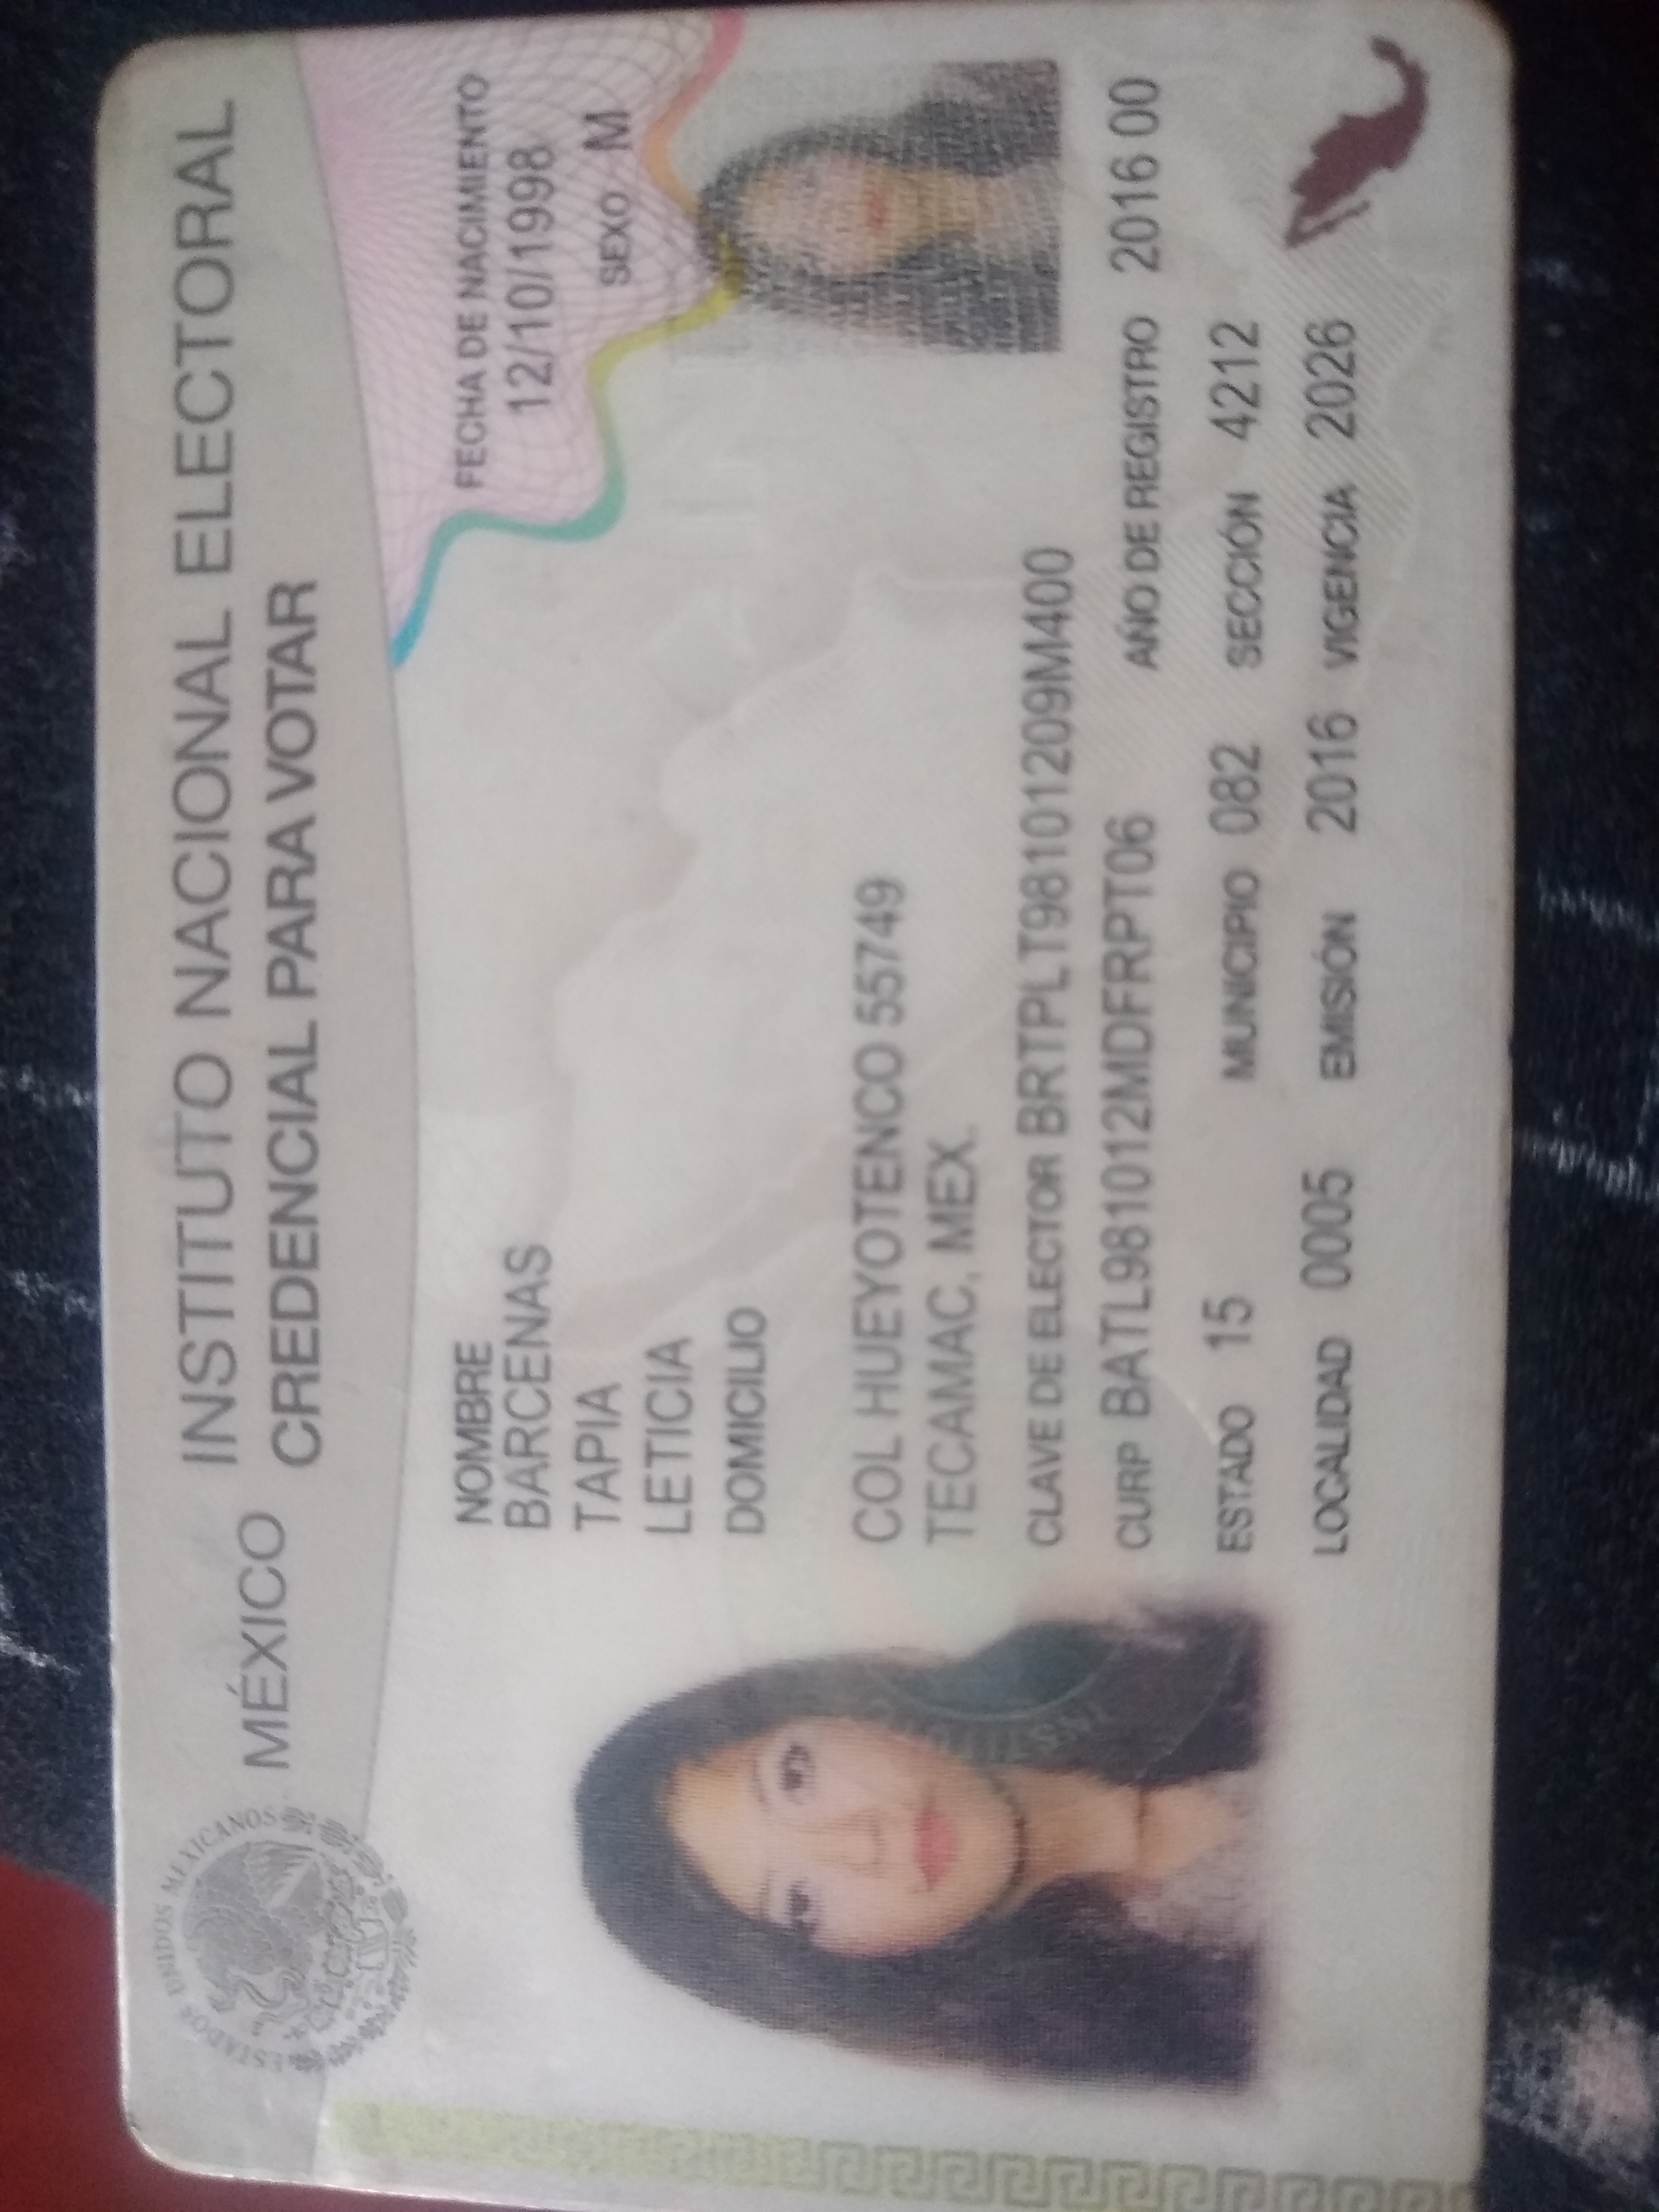 ESTADOS UNIDOS MEXICANOS
MÉXICO INSTITUTO NACIONAL ELECTORAL
CREDENCIAL PARA VOTAR
NOMBRE
BARCENAS
TAPIA
LETICIA
FECHA DE NACIMIENTO
12/10/1998
SEXO M
DOMICILIO
COL HUEYOTENCO 55749
TECAMAC, MEX.
CLAVE DE ELECTOR BRTPLT98101209M400
CURP BATL981012MDFRPT06 AÑO DE REGISTRO 2016 00
ESTADO 15 MUNICIPIO 082 SECCIÓN 4212
LOCALIDAD 0005 EMISIÓN 2016 VIGENCIA 2026